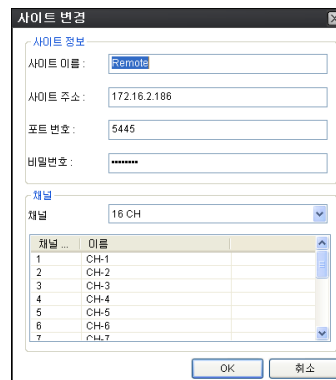 사이트 변경
사이트 정보
사이트 이름 : Remote
사이트 주소 : 172.16.2.186
포트 번호 : 5445
비밀번호 : ••••••••
채널
채널 16 CH
채널 ... 이름
1 CH-1
2 CH-2
3 CH-3
4 CH-4
5 CH-5
6 CH-6
7 CH-7
OK 취소